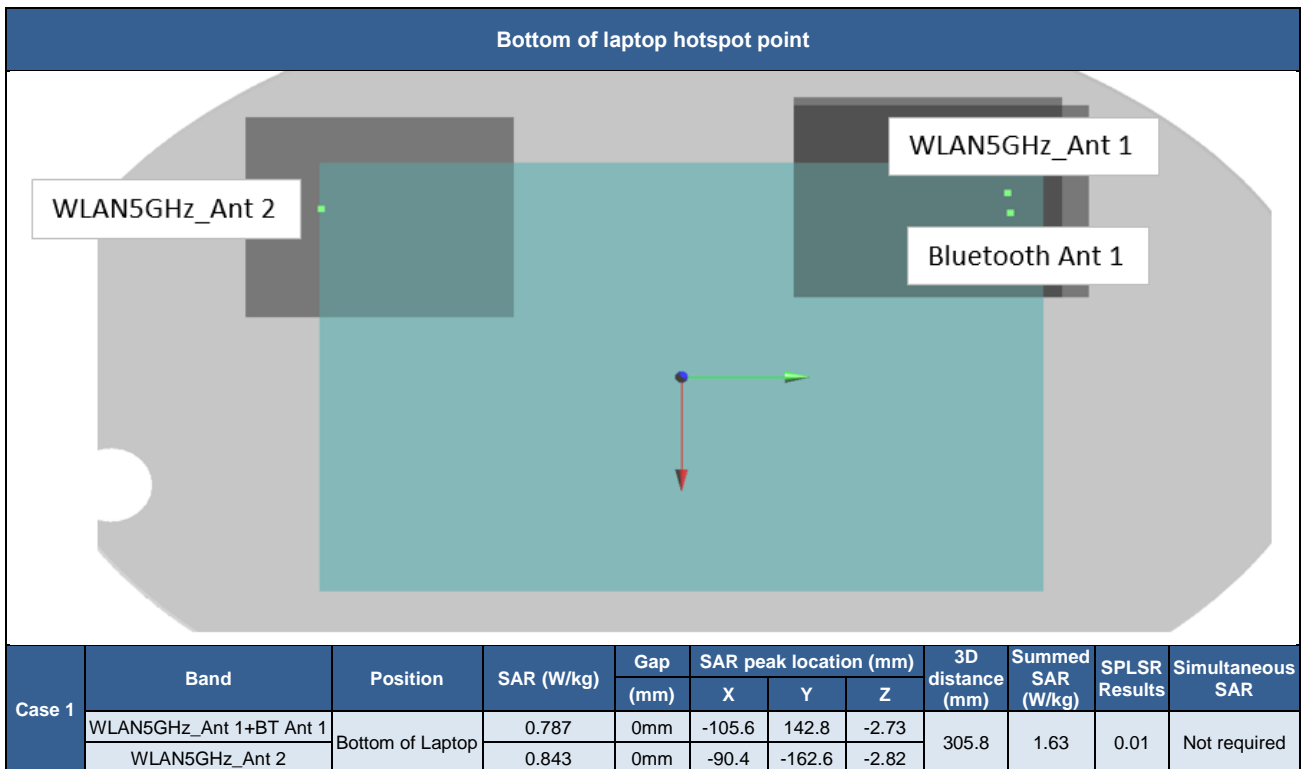 Bottom of laptop hotspot point
WLAN5GHz_Ant 1
WLAN5GHz_Ant 2
Bluetooth Ant 1
Case 1
Band
Position
SAR (W/kg)
Gap
(mm)
SAR peak location (mm)
X
Y
Z
3D
distance
(mm)
Summed
SAR
(W/kg)
SPLSR
Results
Simultaneous
SAR
WLAN5GHz_Ant 1+BT Ant 1
Bottom of Laptop
0.787
0mm
-105.6
142.8
-2.73
305.8
1.63
0.01
Not required
WLAN5GHz_Ant 2
0.843
0mm
-90.4
-162.6
-2.82